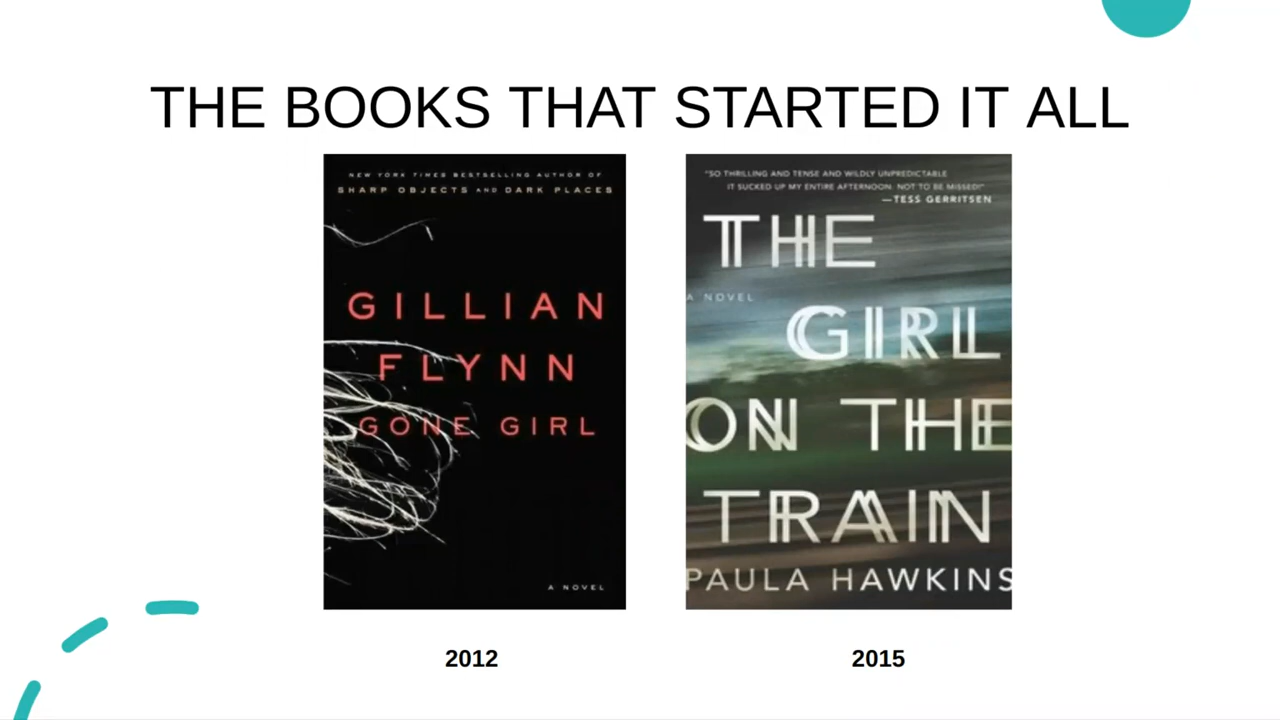 THE BOOKS THAT STARTED IT ALL
NEW YORK TIMES BESTSELLING AUTHOR OF
SHARP OBJECTS AND DARK PLACES
GILLIAN
FLYNN
GONE GIRL
A NOVEL
2012
"SO THRILLING AND TENSE AND WILDLY UNPREDICTABLE
IT SUCKED UP MY ENTIRE AFTERNOON. NOT TO BE MISSED!"
—TESS GERRITSEN
THE
A NOVEL
GIRL
ON THE
TRAIN
PAULA HAWKINS
2015